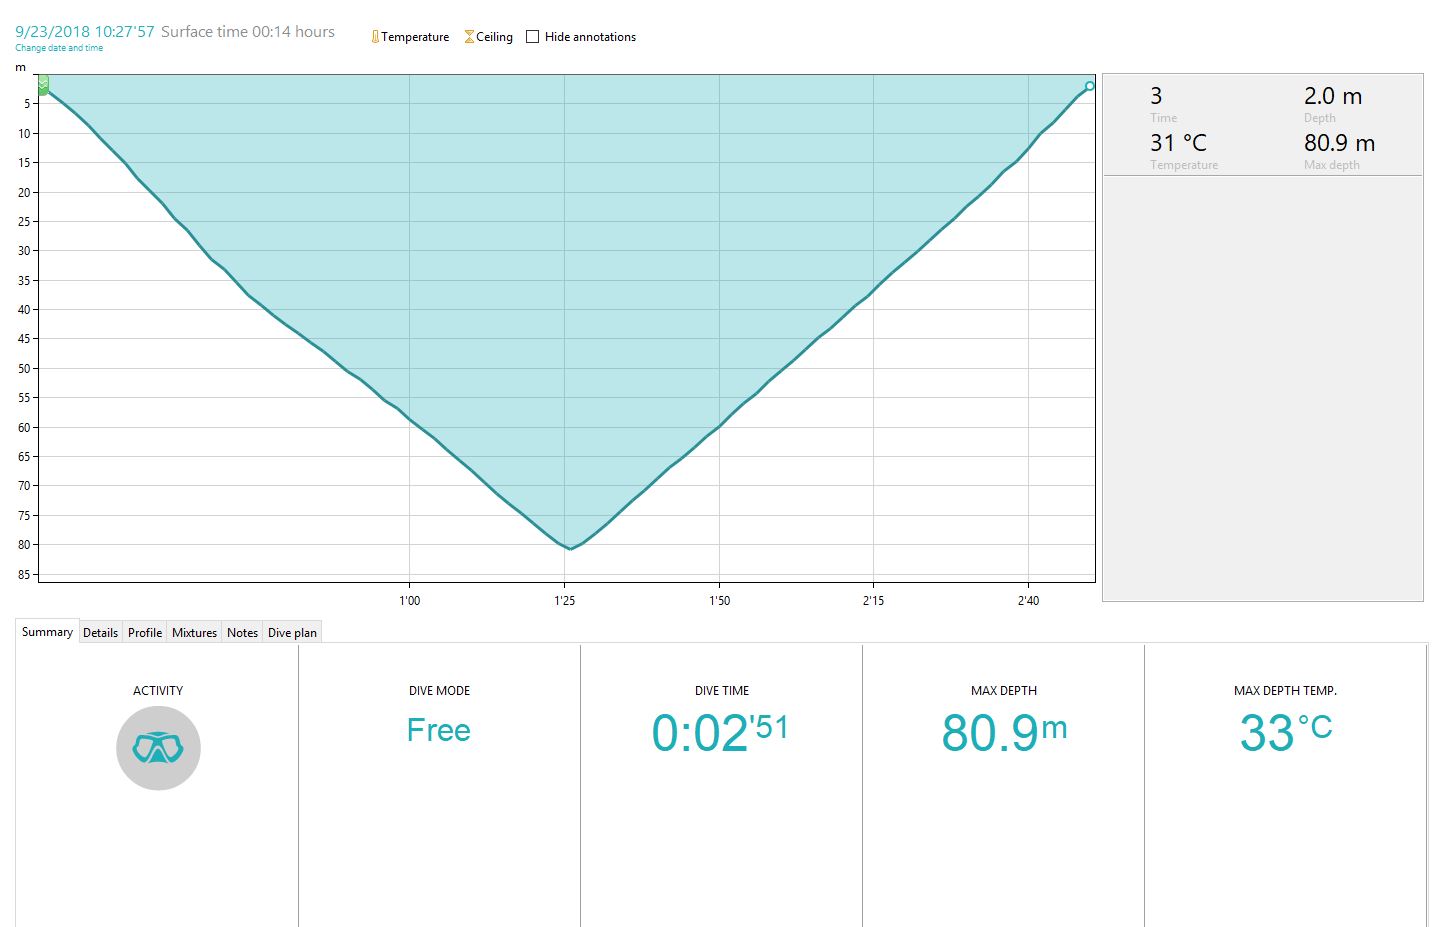 9/23/2018 10:27'57 Surface time 00:14 hours
Change date and time
Temperature Ceiling Hide annotations
m
5
10
15
20
25
30
35
40
45
50
55
60
65
70
75
80
85
1'00 1'25 1'50 2'15 2'40
3 2.0 m
Time Depth
31 °C 80.9 m
Temperature Max depth
Summary Details Profile Mixtures Notes Dive plan
ACTIVITY DIVE MODE DIVE TIME MAX DEPTH MAX DEPTH TEMP.
Free 0:02'51 80.9m 33°C